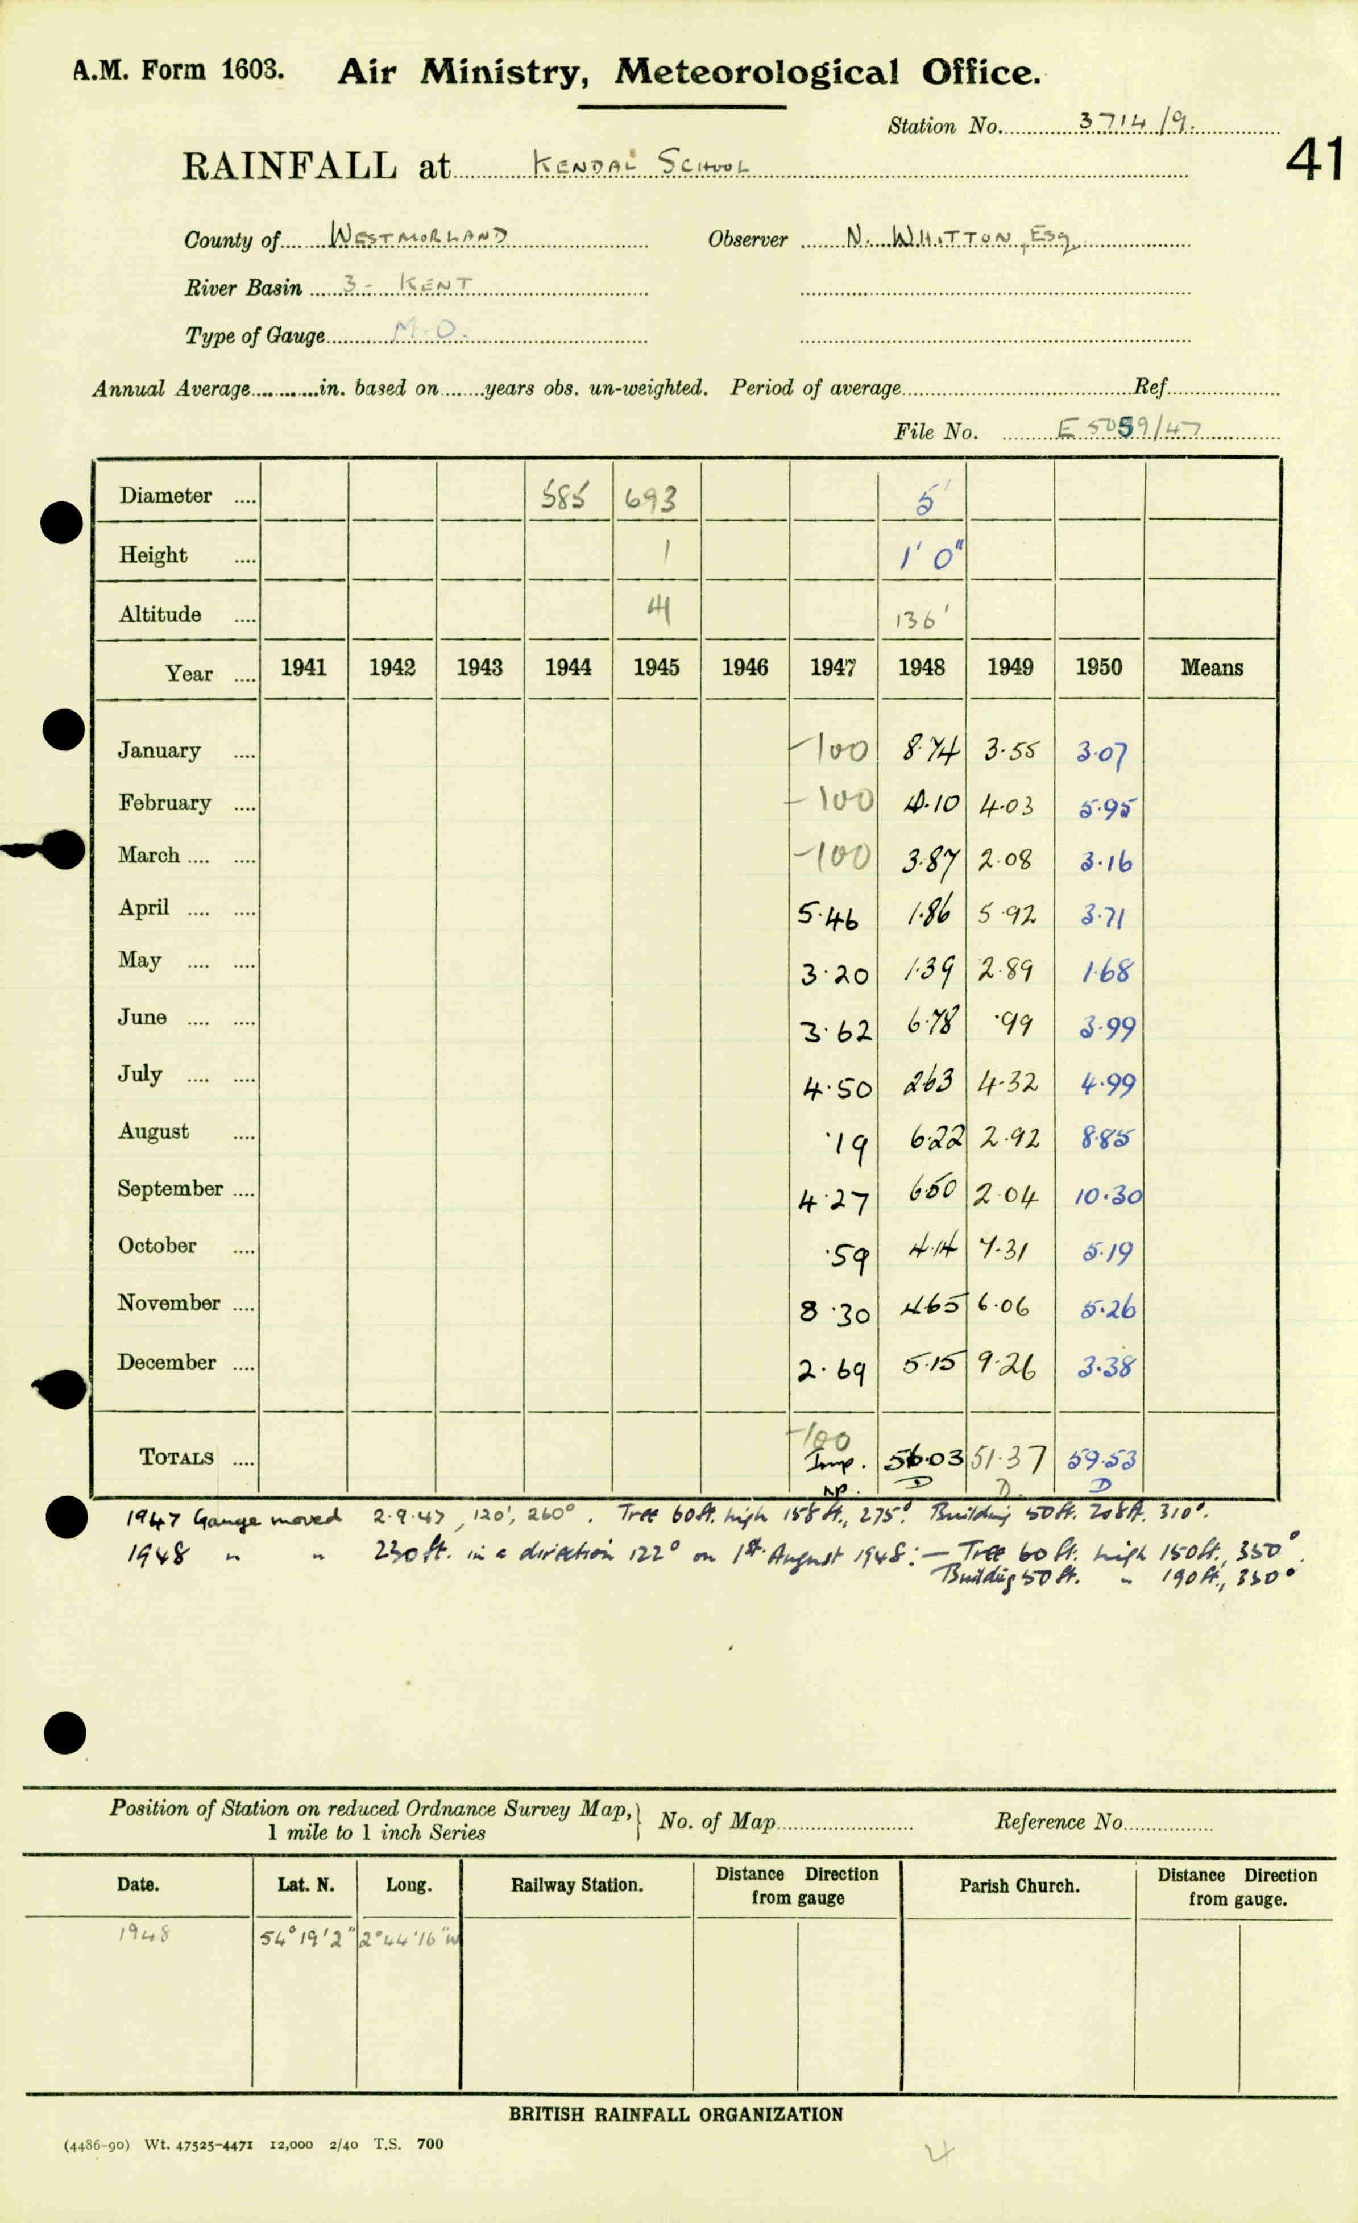 A.M. Form 1603. Air Ministry, Meteorological Office.
Station No. 3714/9.
41
RAINFALL at KENDAL SCHOOL
County of WESTMORLAND Observer N. WHITTON, Esq.
River Basin 3 - KENT
Type of Gauge M.O.
Annual Average in. based on years obs. un-weighted. Period of average Ref.
File No. E5059/47
Diameter 585 693 5'
Height 1 1' 0"
Altitude 136'
Year 1941 1942 1943 1944 1945 1946 1947 1948 1949 1950 Means
January -100 8.74 3.55 3.07
February -100 4.10 4.03 5.95
March -100 3.87 2.08 3.16
April 5.46 1.86 5.92 3.71
May 3.20 1.39 2.89 1.68
June 3.62 6.78 .99 3.99
July 4.50 2.63 4.32 4.99
August .19 6.22 2.92 8.85
September 4.27 6.50 2.04 10.30
October .59 4.14 7.31 5.19
November 8.30 4.65 6.06 5.26
December 2.69 5.15 9.26 3.38
-100
TOTALS Imp. 56.03 51.37 59.53
NP. D D D
1947 Gauge moved 2.9.47, 120', 260°. Tree 60ft. high 158 ft., 275°. Building 50ft. 208ft. 310°.
1948 " " 230ft. in a direction 122° on 1st August 1948: — Tree 60 ft. high 150ft., 350°.
Building 50 ft. " 190 ft., 330°
Position of Station on reduced Ordnance Survey Map, No. of Map Reference No.
1 mile to 1 inch Series
Date. Lat. N. Long. Railway Station. Distance Direction from gauge Parish Church. Distance Direction from gauge.
1948 54° 19' 2" 2° 44' 16" W
BRITISH RAINFALL ORGANIZATION
(4486-90) Wt. 47525-4471 12,000 2/40 T.S. 700